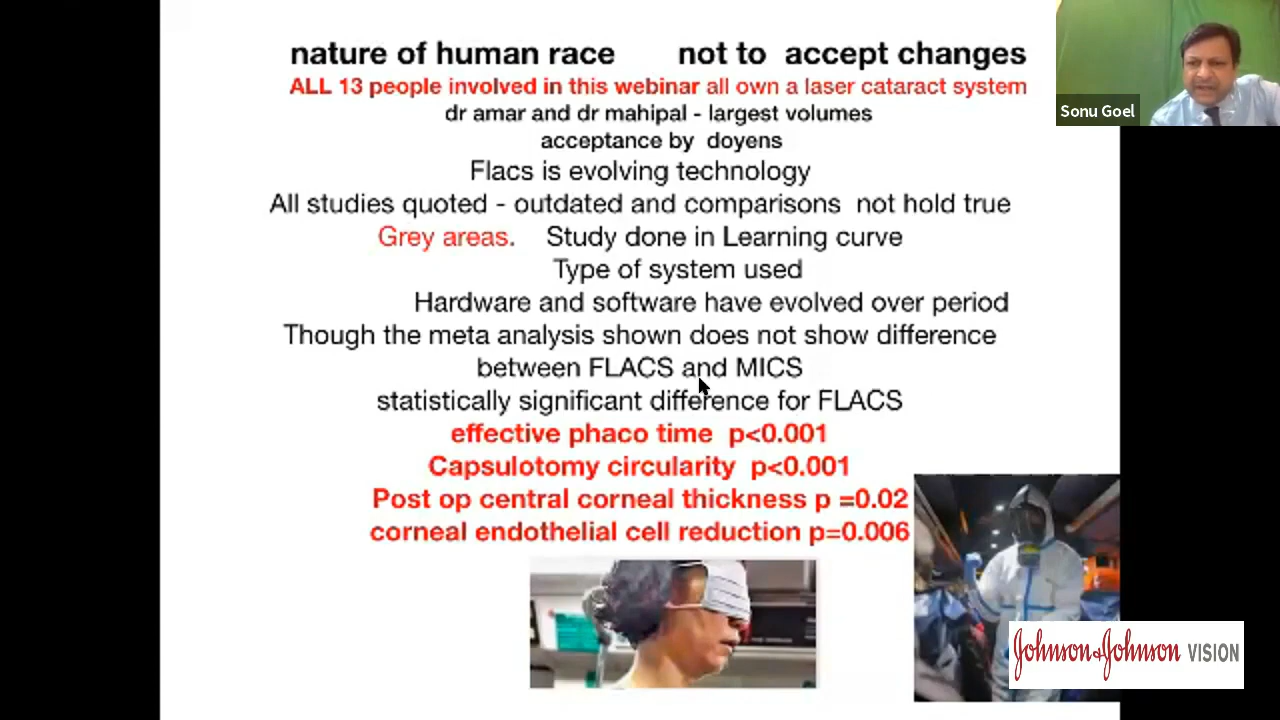 nature of human race not to accept changes
ALL 13 people involved in this webinar all own a laser cataract system
dr amar and dr mahipal - largest volumes
acceptance by doyens
Flacs is evolving technology
All studies quoted - outdated and comparisons not hold true
Grey areas. Study done in Learning curve
Type of system used
Hardware and software have evolved over period
Though the meta analysis shown does not show difference
between FLACS and MICS
statistically significant difference for FLACS
effective phaco time p<0.001
Capsulotomy circularity p<0.001
Post op central corneal thickness p =0.02
corneal endothelial cell reduction p=0.006
Sonu Goel
Johnson & Johnson VISION